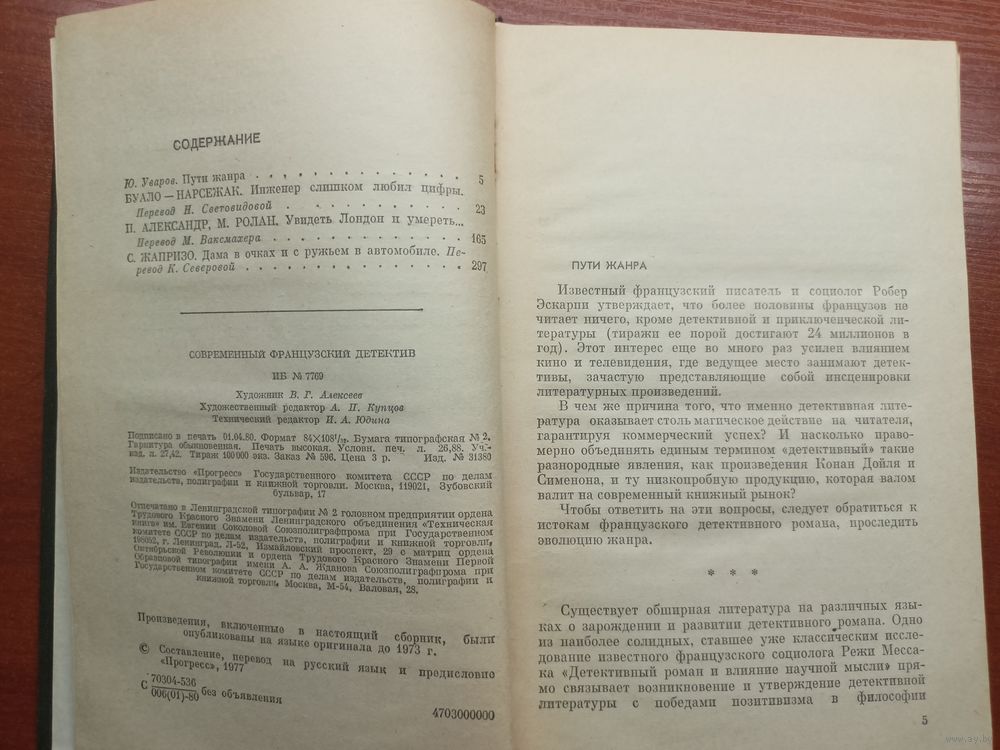 СОДЕРЖАНИЕ
Ю. Уваров. Пути жанра . . . . . . . . . . . . . 5
БУАЛО — НАРСЕЖАК. Инженер слишком любил цифры.
Перевод Н. Световидовой . . . . . . . . . . 23
П. АЛЕКСАНДР, М. РОЛАН. Увидеть Лондон и умереть...
Перевод М. Ваксмахера . . . . . . . . . . . 165
С. ЖАПРИЗО. Дама в очках и с ружьем в автомобиле. Пе-
ревод К. Северовой . . . . . . . . . . . . 297
СОВРЕМЕННЫЙ ФРАНЦУЗСКИЙ ДЕТЕКТИВ
ИБ № 7769
Художник В. Г. Алексеев
Художественный редактор А. П. Купцов
Технический редактор И. А. Юдина
Подписано в печать 01.04.80. Формат 84×108¹/₃₂. Бумага типографская № 2.
Гарнитура обыкновенная. Печать высокая. Условн. печ. л. 26,88. Уч.-
изд. л. 27,42. Тираж 100 000 экз. Заказ № 596. Цена 3 р. Изд. № 31380
Издательство «Прогресс» Государственного комитета СССР по делам
издательств, полиграфии и книжной торговли. Москва, 119021, Зубовский
бульвар, 17
Отпечатано в Ленинградской типографии № 2 головном предприятии ордена
Трудового Красного Знамени Ленинградского объединения «Техническая
книга» им. Евгении Соколовой Союзполиграфпрома при Государственном
комитете СССР по делам издательств, полиграфии и книжной торговли,
198052, г. Ленинград, Л-52, Измайловский проспект, 29 с матриц ордена
Октябрьской Революции и ордена Трудового Красного Знамени Первой
Образцовой типографии имени А. А. Жданова Союзполиграфпрома при
Государственном комитете СССР по делам издательств, полиграфии и
книжной торговли. Москва, М-54, Валовая, 28.
Произведения, включенные в настоящий сборник, были
опубликованы на языке оригинала до 1973 г.
© Составление, перевод на русский язык и предисловие
«Прогресс», 1977
С 70304-536
006(01)-80 без объявления
4703000000
ПУТИ ЖАНРА
Известный французский писатель и социолог Робер
Эскарпи утверждает, что более половины французов не
читает ничего, кроме детективной и приключенческой ли-
тературы (тиражи ее порой достигают 24 миллионов в
год). Этот интерес еще во много раз усилен влиянием
кино и телевидения, где ведущее место занимают детек-
тивы, зачастую представляющие собой инсценировки
литературных произведений.
В чем же причина того, что именно детективная лите-
ратура оказывает столь магическое действие на читателя,
гарантируя коммерческий успех? И насколько право-
мерно объединять единым термином «детективный» такие
разнородные явления, как произведения Конан Дойля и
Сименона, и ту низкопробную продукцию, которая валом
валит на современный книжный рынок?
Чтобы ответить на эти вопросы, следует обратиться к
истокам французского детективного романа, проследить
эволюцию жанра.
* * *
Существует обширная литература на различных язы-
ках о зарождении и развитии детективного романа. Одно
из наиболее солидных, ставшее уже классическим иссле-
дование известного французского социолога Режи Месса-
ка «Детективный роман и влияние научной мысли» пря-
мо связывает возникновение и утверждение детективной
литературы с победами позитивизма в философии
5
www.ay.by